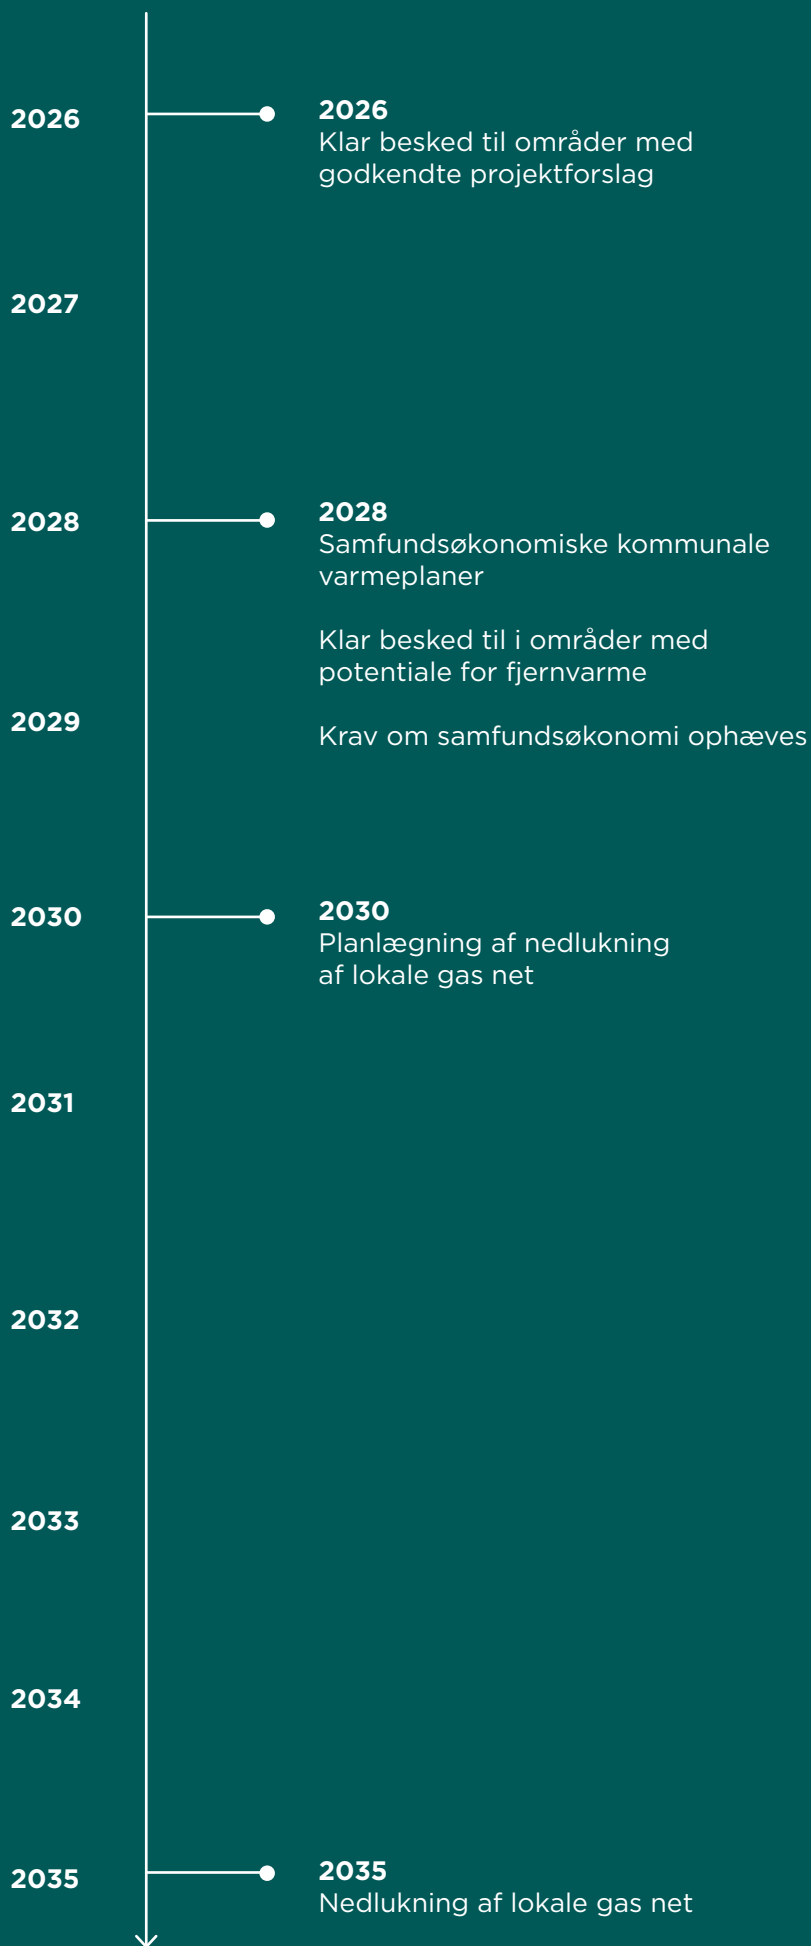 2026
2026
Klar besked til områder med
godkendte projektforslag
2027
2028
2028
Samfundsøkonomiske kommunale
varmeplaner
Klar besked til i områder med
potentiale for fjernvarme
2029
Krav om samfundsøkonomi ophæves
2030
2030
Planlægning af nedlukning
af lokale gas net
2031
2032
2033
2034
2035
2035
Nedlukning af lokale gas net